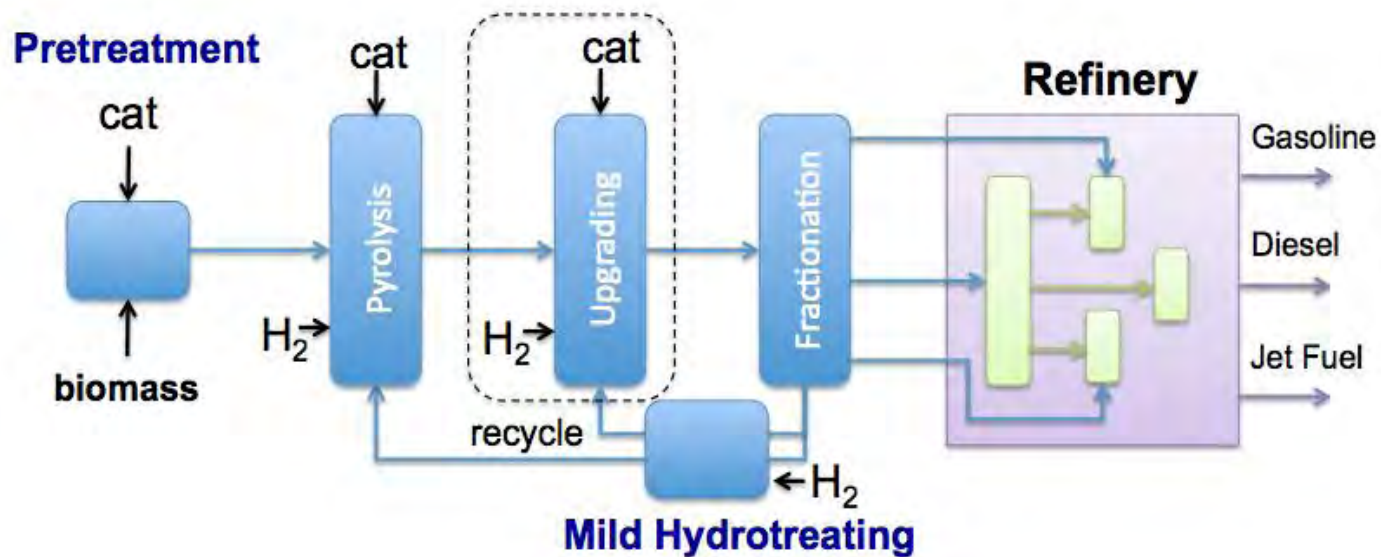 Pretreatment
cat
biomass
cat
Pyrolysis
H₂
cat
Upgrading
H₂
recycle
Fractionation
H₂
Mild Hydrotreating
Refinery
Gasoline
Diesel
Jet Fuel